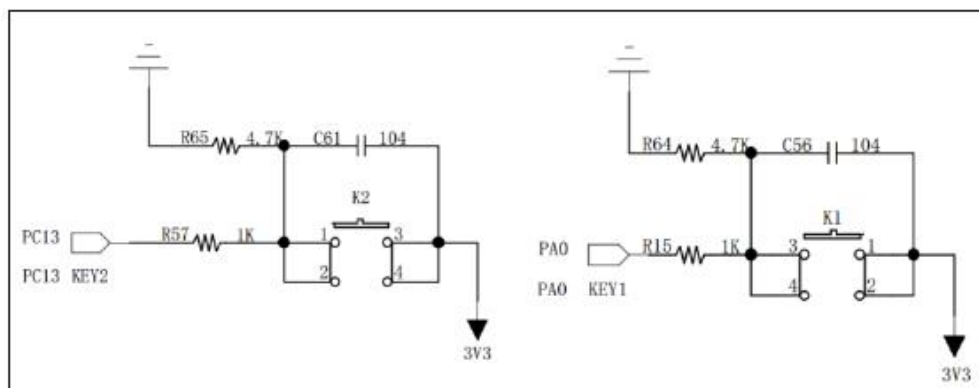 R65 4.7K C61 104
K2
PC13 R57 1K 1 3
PC13 KEY2 2 4
3V3
R64 4.7K C56 104
K1
PA0 R15 1K 3 1
PA0 KEY1 4 2
3V3